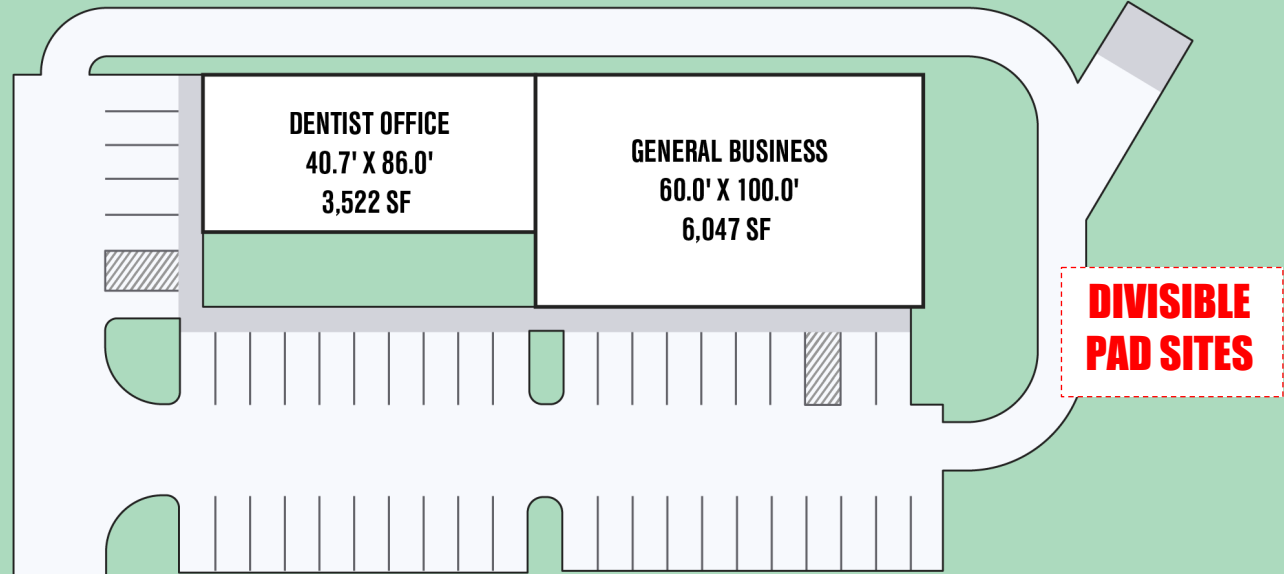 DENTIST OFFICE
40.7' X 86.0'
3,522 SF
GENERAL BUSINESS
60.0' X 100.0'
6,047 SF
DIVISIBLE
PAD SITES